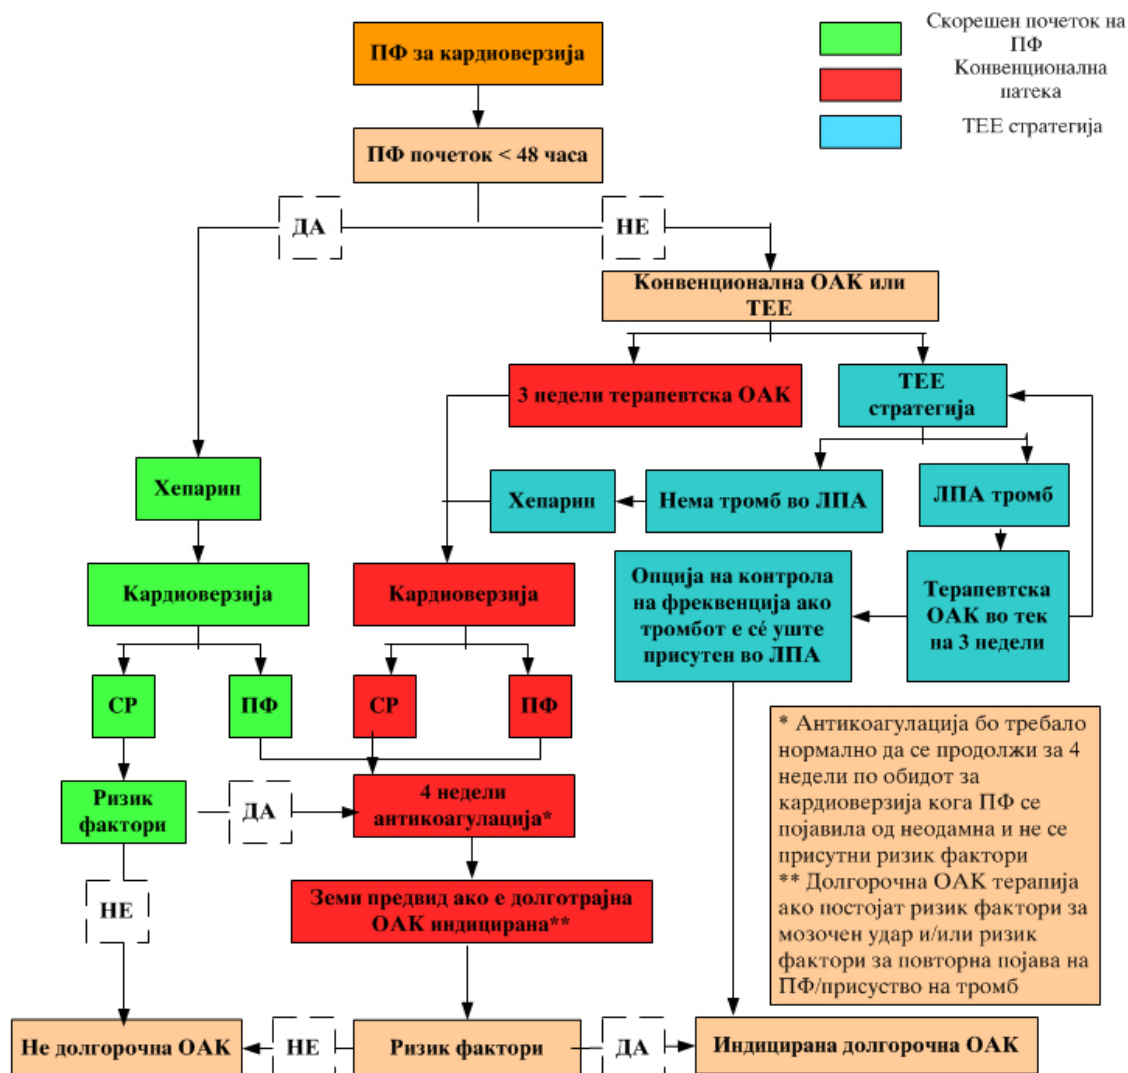 ПФ за кардиоверзија
Скорешен почеток на
ПФ
Конвенционална
патека
ТЕЕ стратегија
ПФ почеток < 48 часа
ДА
НЕ
Конвенционална ОАК или
ТЕЕ
3 недели терапевтска ОАК
ТЕЕ
стратегија
Хепарин
Хепарин
Нема тромб во ЛПА
ЛПА тромб
Кардиоверзија
Кардиоверзија
Опција на контрола
на фреквенција ако
тромбот е сé уште
присутен во ЛПА
Терапевтска
ОАК во тек
на 3 недели
СР
ПФ
СР
ПФ
Ризик
фактори
ДА
4 недели
антикоагулација*
НЕ
Земи предвид ако е долготрајна
ОАК индицирана**
* Антикоагулација бо требало
нормално да се продолжи за 4
недели по обидот за
кардиоверзија кога ПФ се
појавила од неодамна и не се
присутни ризик фактори
** Долгорочна ОАК терапија
ако постојат ризик фактори за
мозочен удар и/или ризик
фактори за повторна појава на
ПФ/присуство на тромб
Не долгорочна ОАК
НЕ
Ризик фактори
ДА
Индицирана долгорочна ОАК